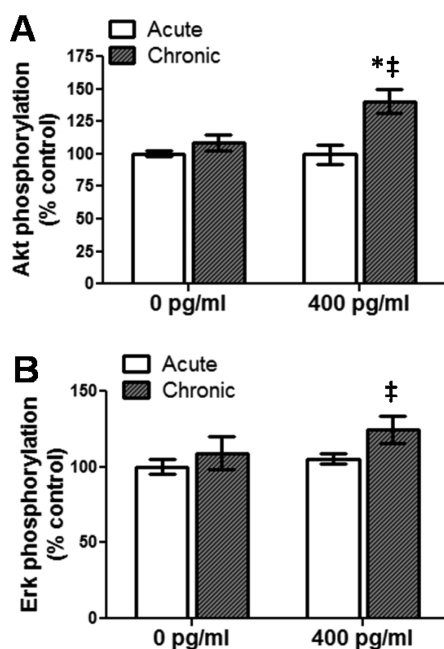 A
Acute
Chronic
Akt phosphorylation
(% control)
175
150
125
100
75
50
25
0
*‡
0 pg/ml
400 pg/ml
B
Acute
Chronic
Erk phosphorylation
(% control)
150
100
50
0
‡
0 pg/ml
400 pg/ml